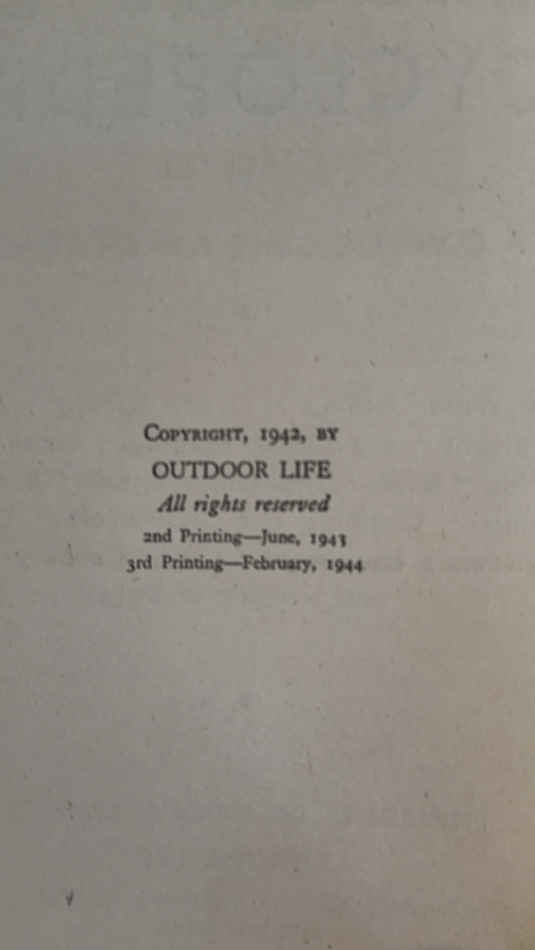 COPYRIGHT, 1942, BY
OUTDOOR LIFE
All rights reserved
2nd Printing—June, 1943
3rd Printing—February, 1944